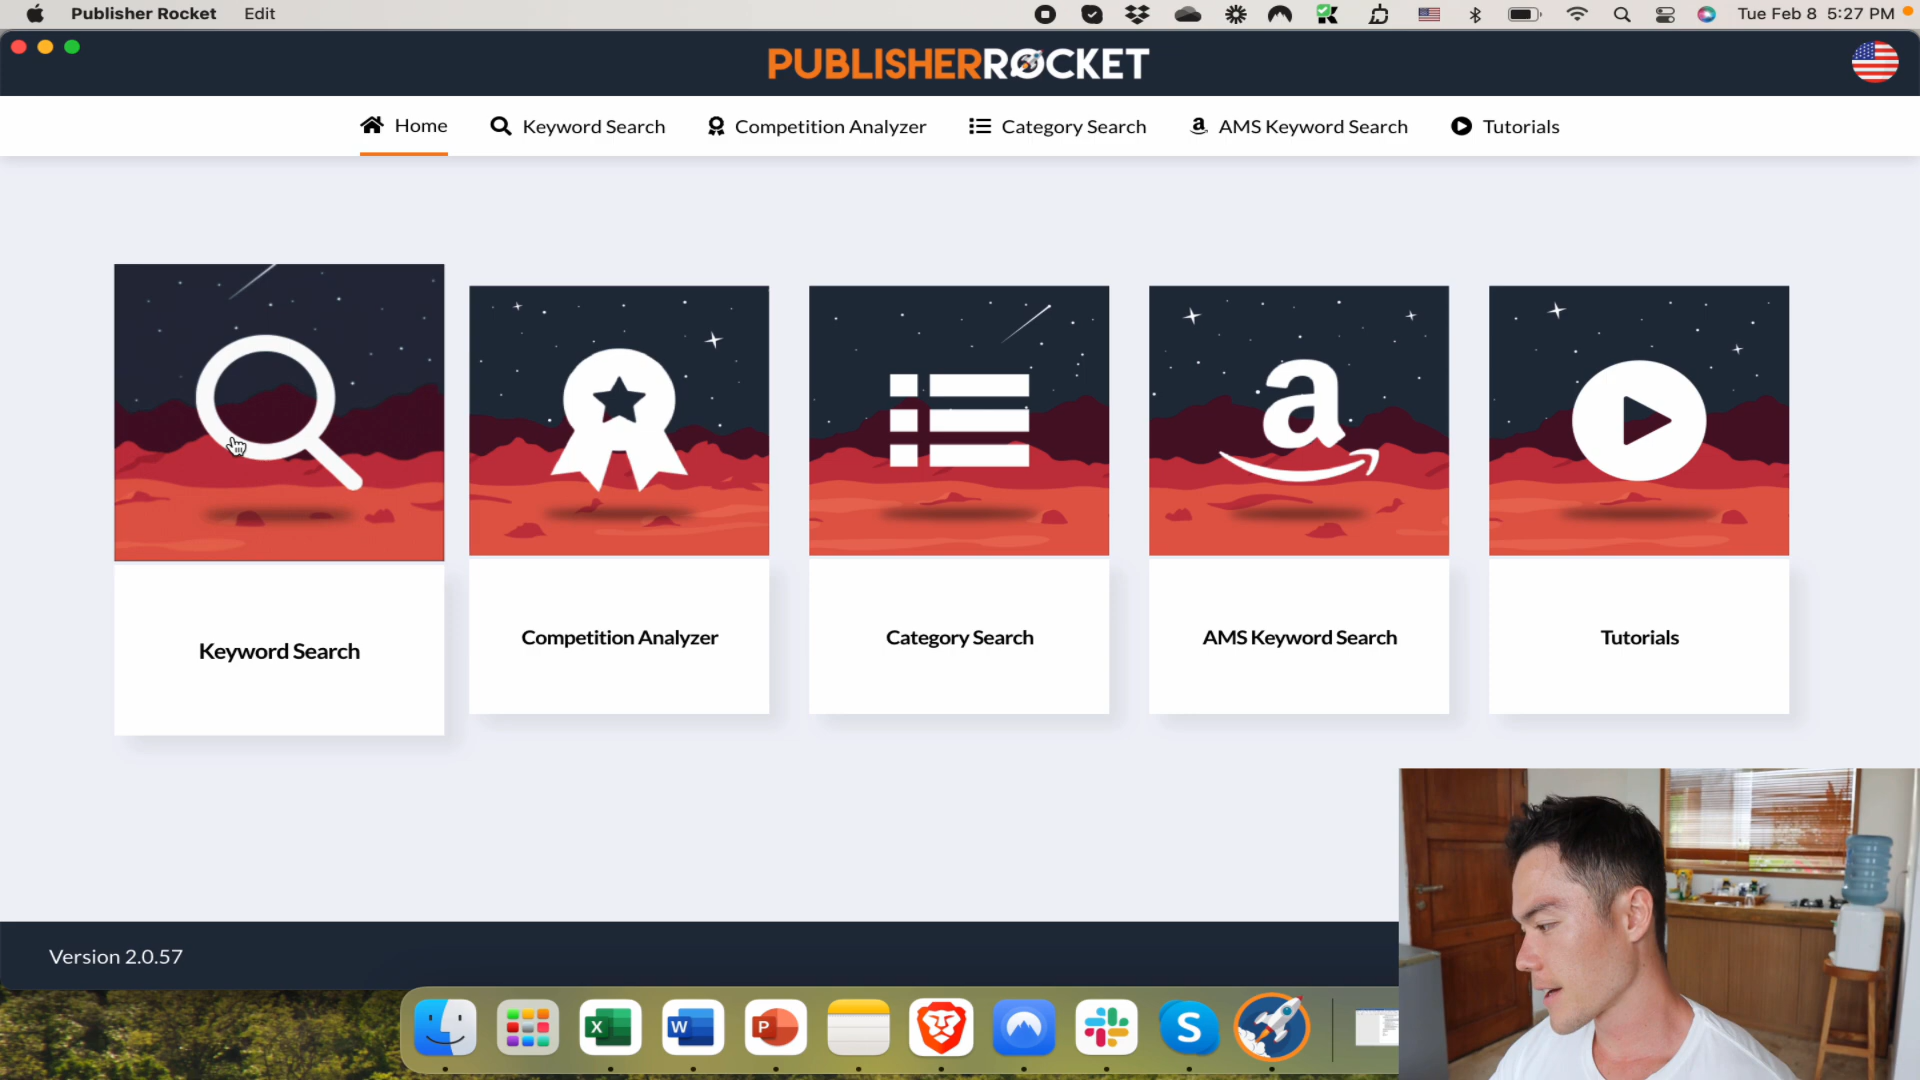 Publisher Rocket Edit
Tue Feb 8 5:27 PM
PUBLISHERROCKET
Home Keyword Search Competition Analyzer Category Search AMS Keyword Search Tutorials
Keyword Search
Competition Analyzer
Category Search
AMS Keyword Search
Tutorials
Version 2.0.57